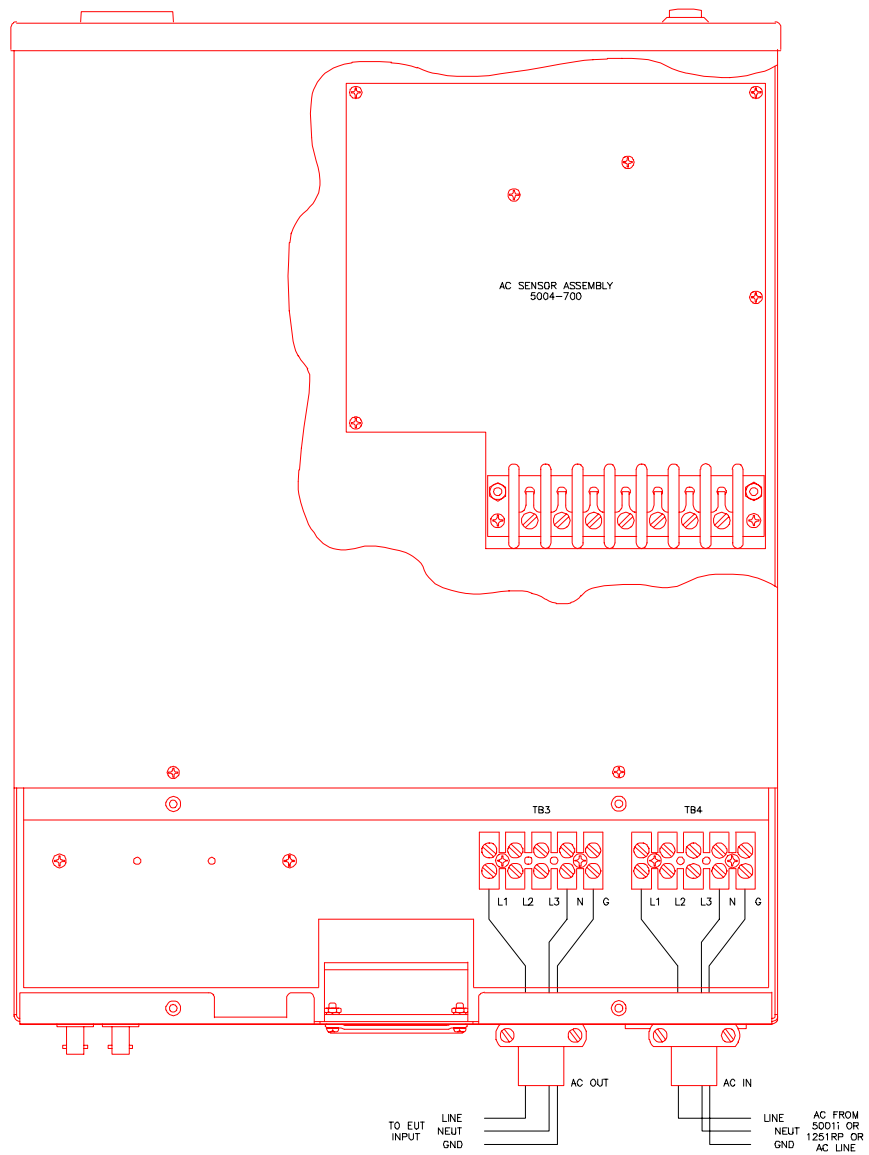 AC SENSOR ASSEMBLY
5004-700
TB3
TB4
L1 L2 L3 N G
L1 L2 L3 N G
AC OUT
AC IN
TO EUT
INPUT
LINE
NEUT
GND
LINE
NEUT
GND
AC FROM
5001i OR
1251RP OR
AC LINE